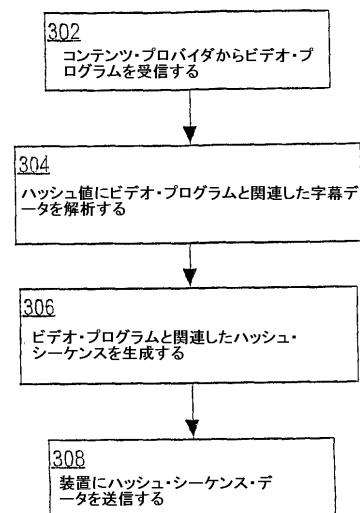 302
コンテンツ・プロバイダからビデオ・プ
ログラムを受信する
304
ハッシュ値にビデオ・プログラムと関連した字幕デ
ータを解析する
306
ビデオ・プログラムと関連したハッシュ・
シーケンスを生成する
308
装置にハッシュ・シーケンス・デ
ータを送信する